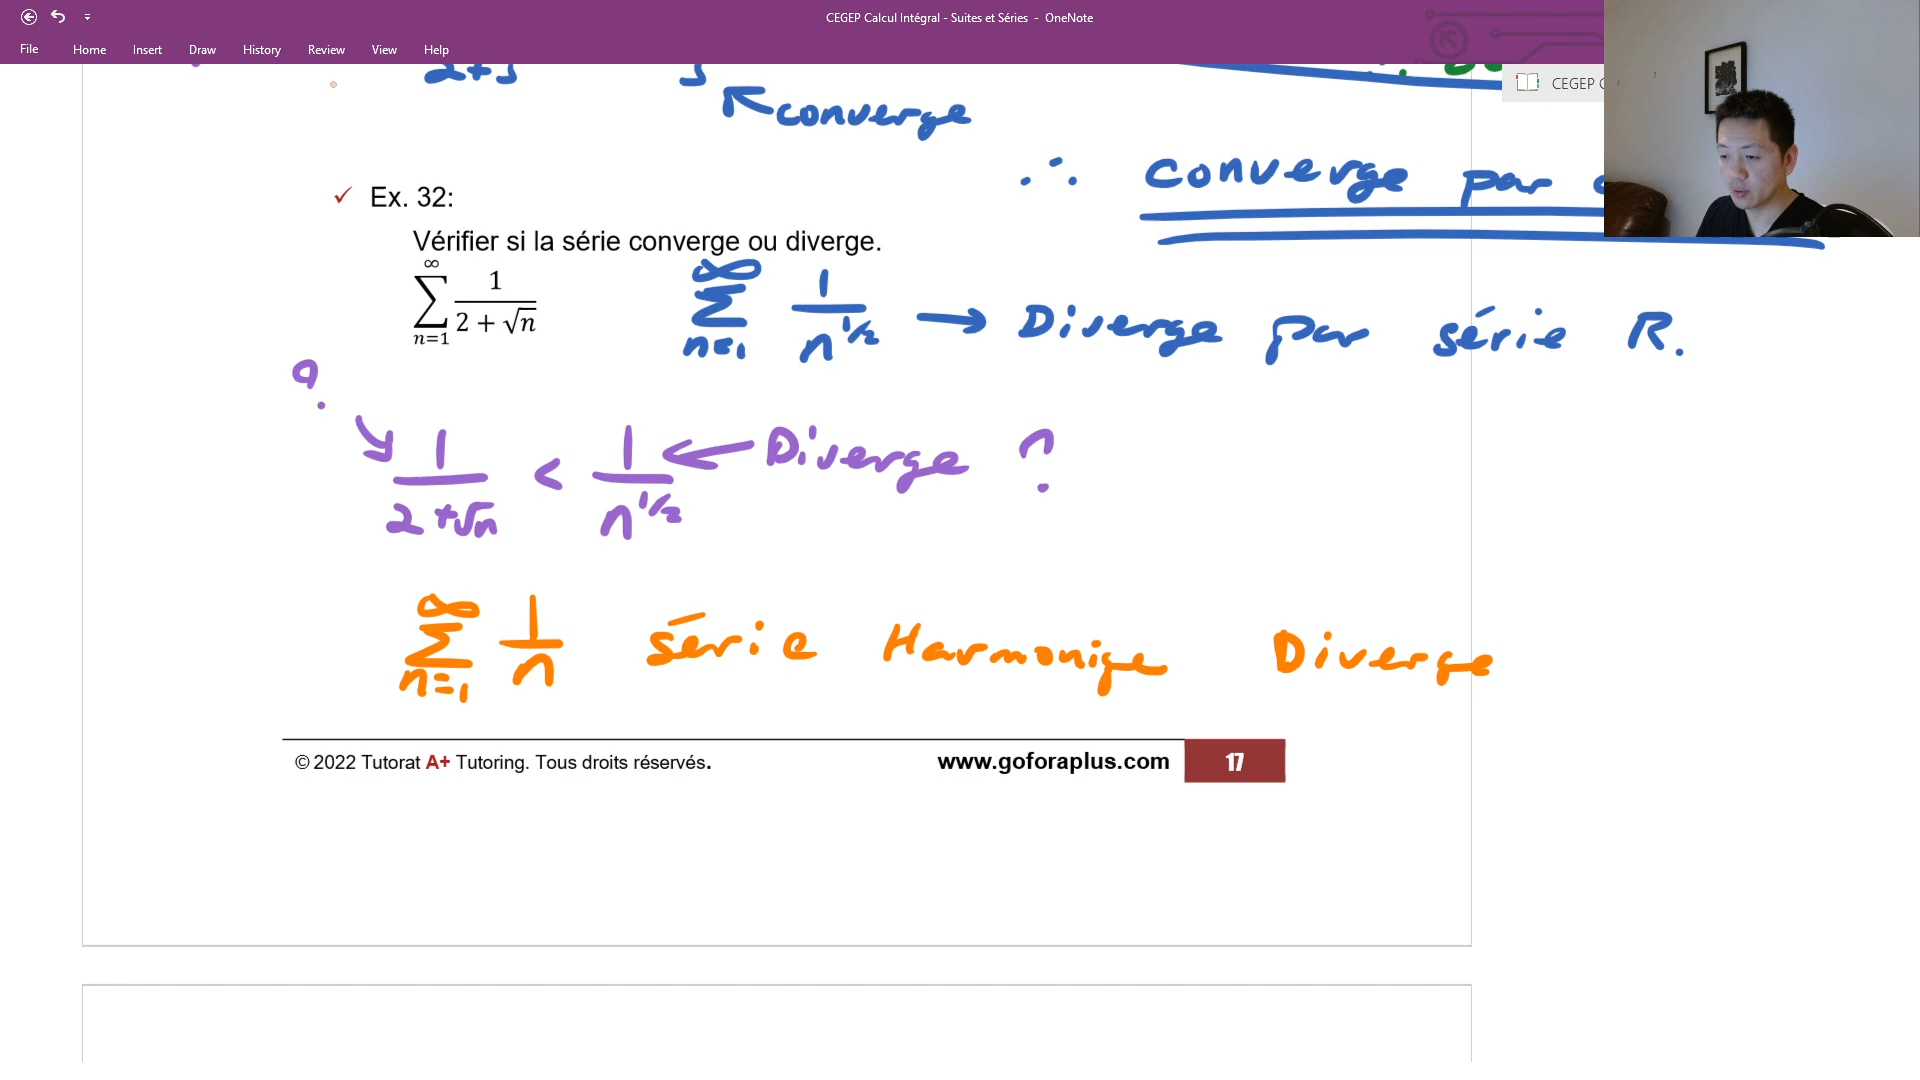 CEGEP Calcul Intégral - Suites et Séries - OneNote
File Home Insert Draw History Review View Help
CEGEP
converge
∴ converge par
✓ Ex. 32:
Vérifier si la série converge ou diverge.
∞ ∑ n=1 1 / 2 + √n
∞ ∑ n=1 1 / n^1/2 → Diverge par série R.
1 / 2+√n < 1 / n^1/2 ← Diverge ?
∞ ∑ n=1 1 / n série Harmonique Diverge
© 2022 Tutorat A+ Tutoring. Tous droits réservés.
www.goforaplus.com
17